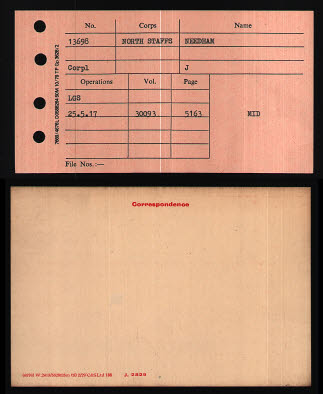 No. Corps Name
13698 NORTH STAFFS NEEDHAM
Corpl J
Operations Vol. Page
LGS
25.5.17 30093 5163 MID
File Nos.:—
Correspondence